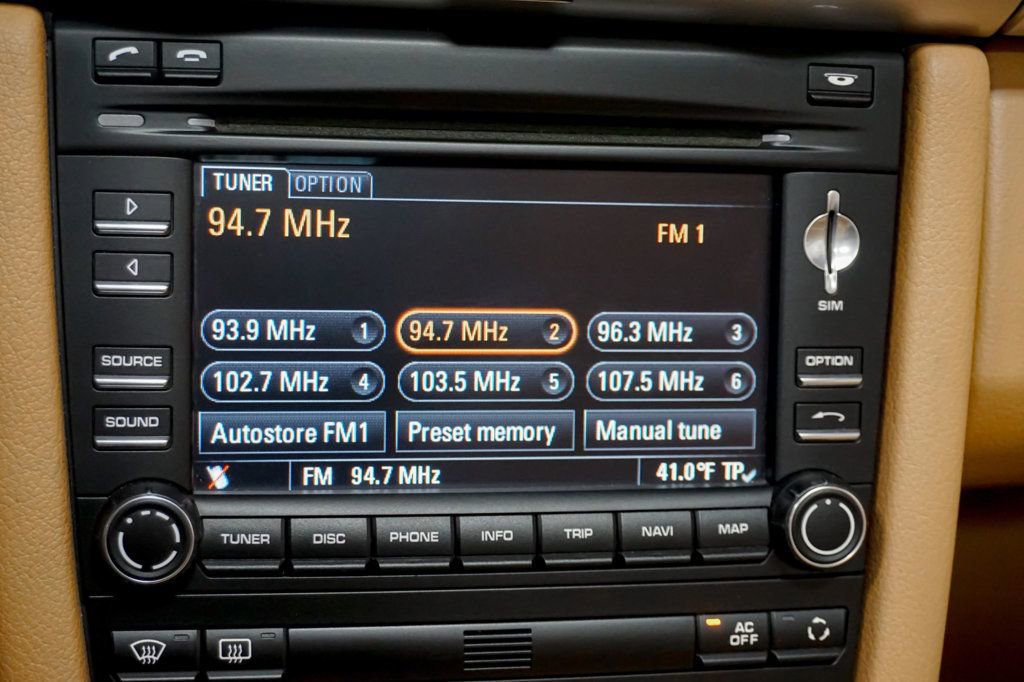 TUNER OPTION
94.7 MHz FM 1
93.9 MHz 1 94.7 MHz 2 96.3 MHz 3
102.7 MHz 4 103.5 MHz 5 107.5 MHz 6
Autostore FM1 Preset memory Manual tune
FM 94.7 MHz 41.0°F TP
SOURCE
SOUND
SIM
OPTION
TUNER DISC PHONE INFO TRIP NAVI MAP
AC
OFF